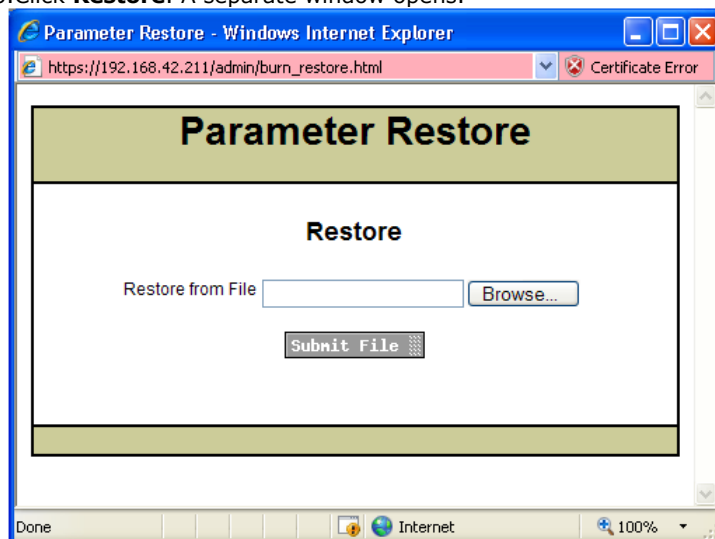 Click Restore. A separate window opens.
Parameter Restore - Windows Internet Explorer
https://192.168.42.211/admin/burn_restore.html
Certificate Error
Parameter Restore
Restore
Restore from File
Browse...
Submit File
Done
Internet
100%